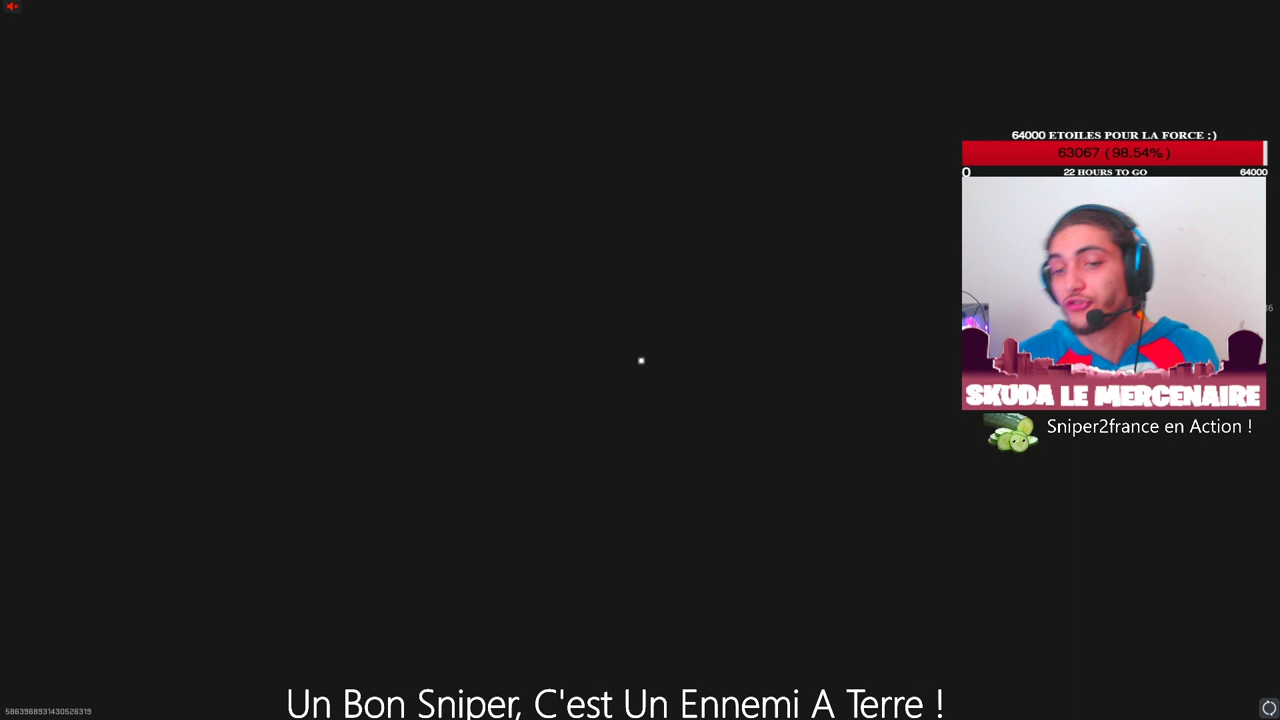 64000 ETOILES POUR LA FORCE :)
63067 (98.54%)
0 22 HOURS TO GO 64000
SKUDA LE MERCENAIRE
Sniper2france en Action !
Un Bon Sniper, C'est Un Ennemi A Terre !